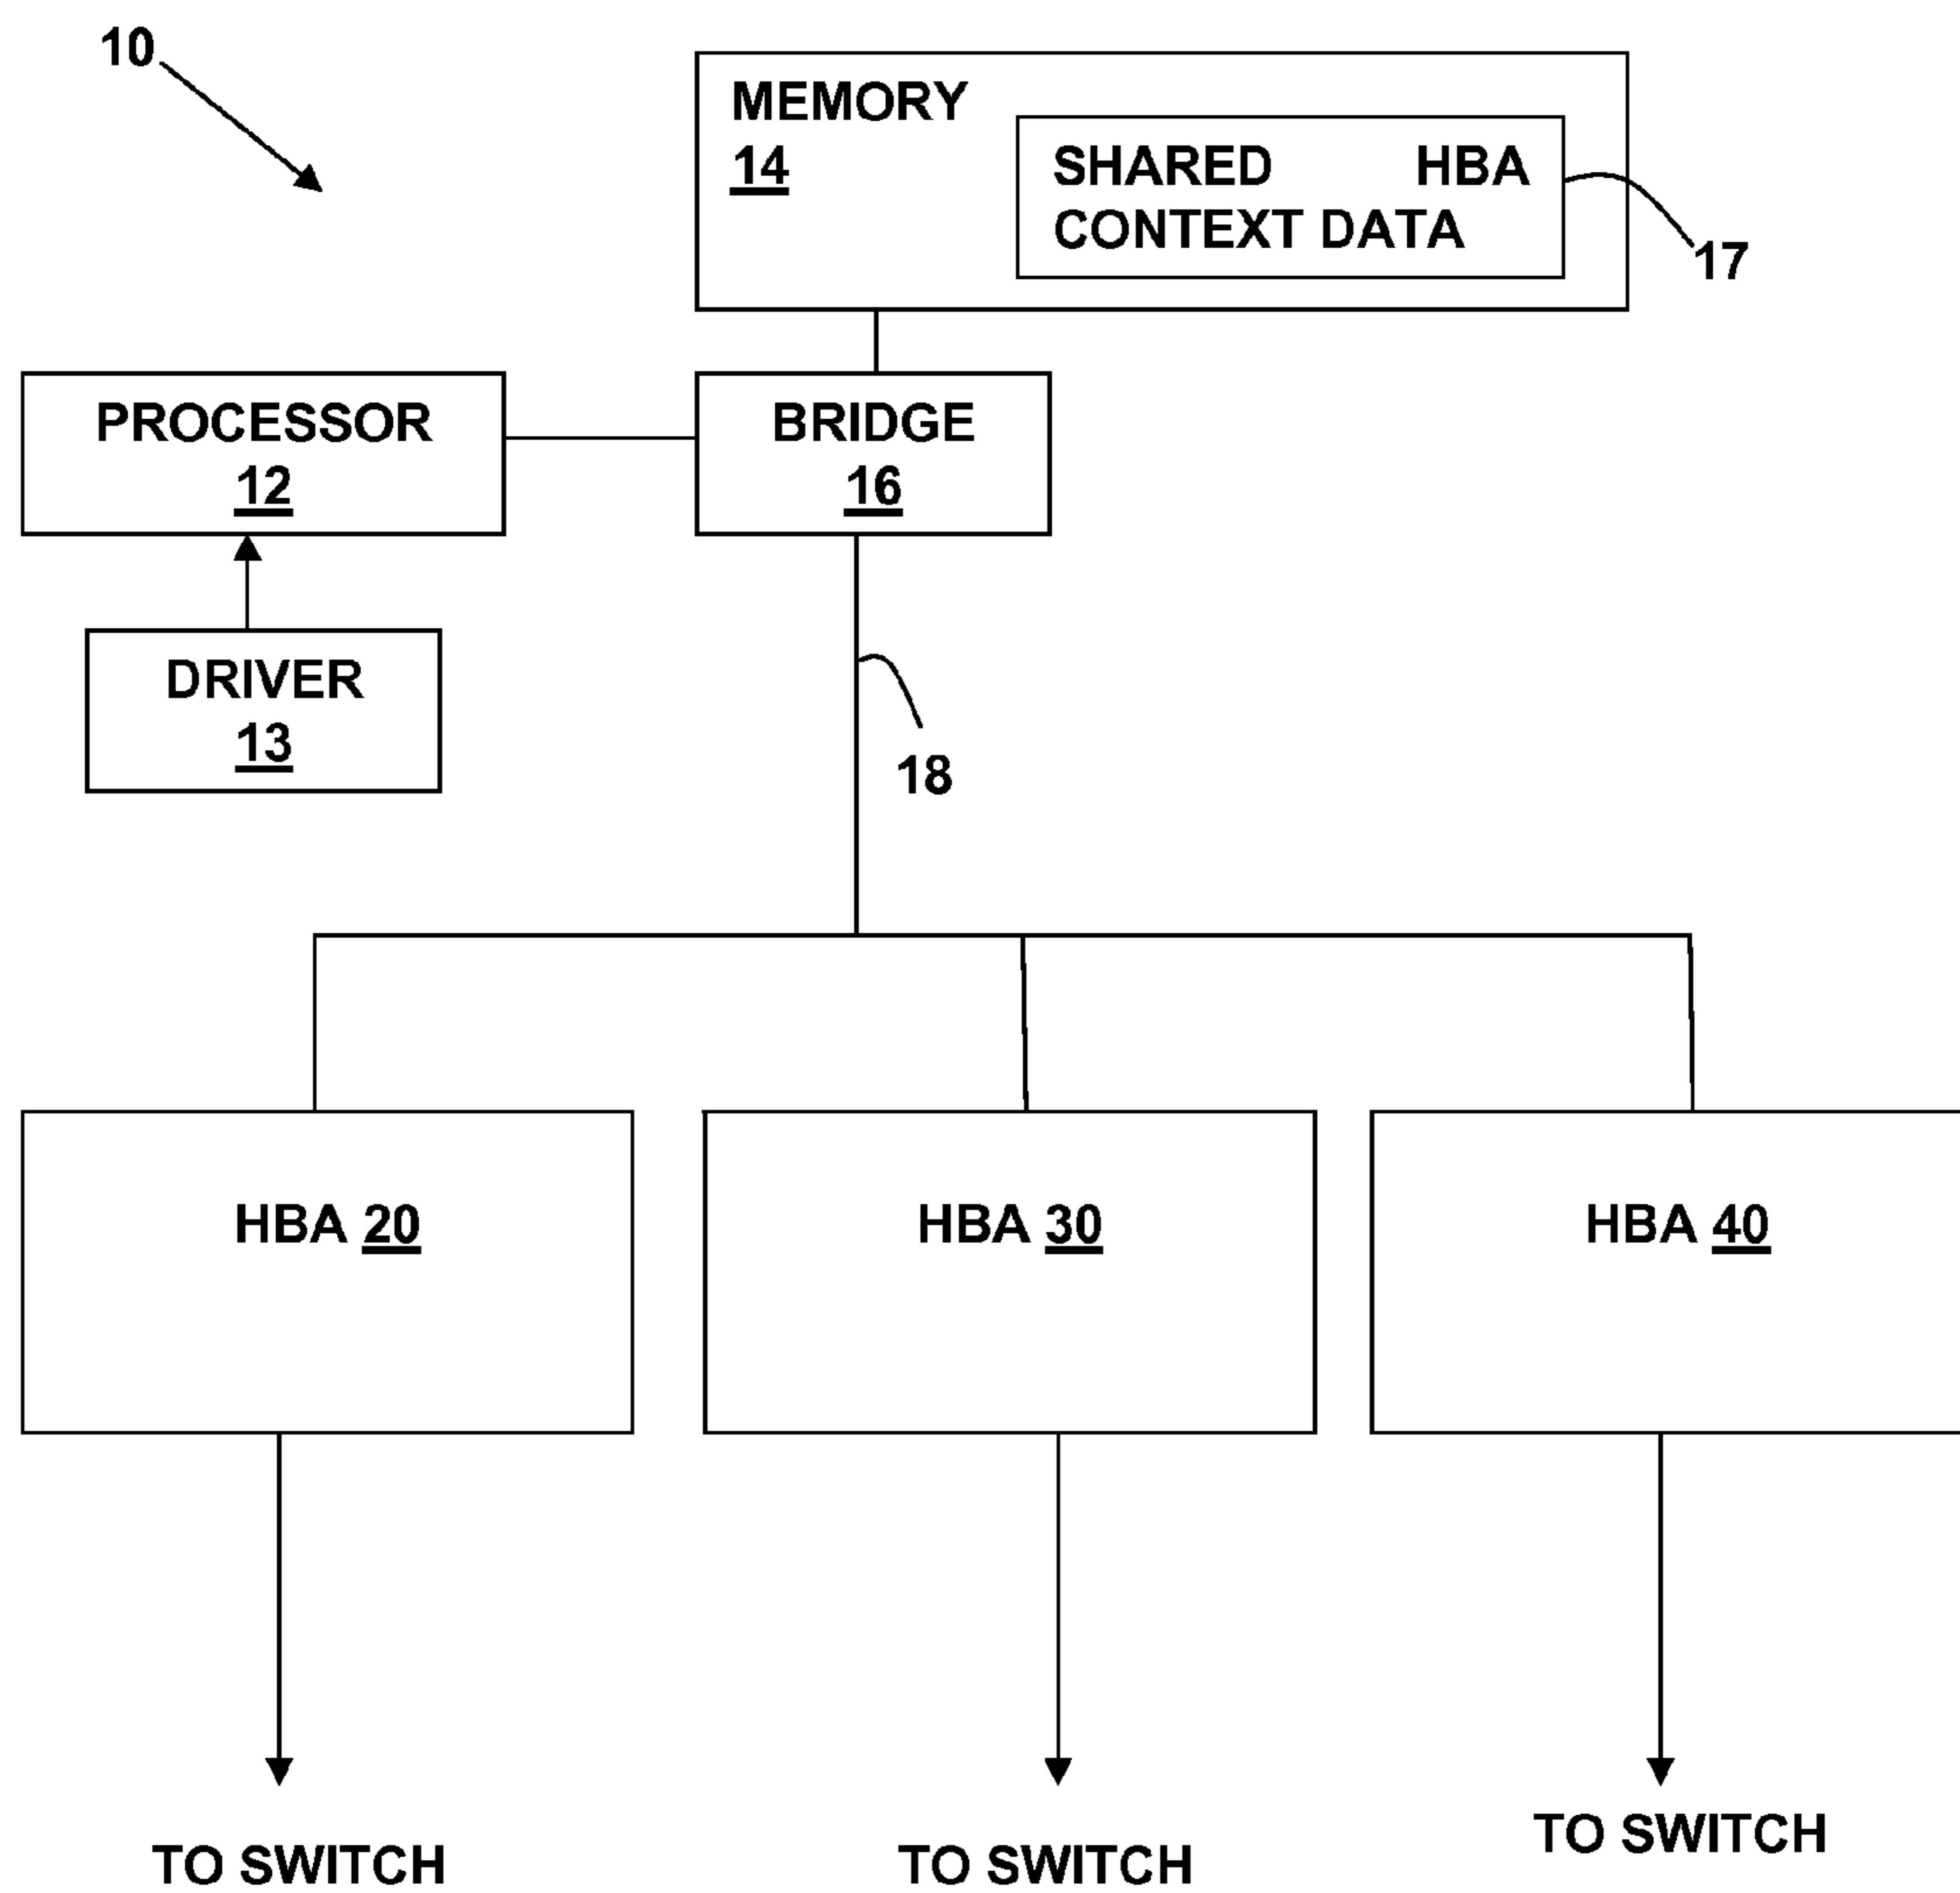 10
MEMORY
14
SHARED HBA
CONTEXT DATA
17
PROCESSOR
12
BRIDGE
16
DRIVER
13
18
HBA 20
HBA 30
HBA 40
TO SWITCH
TO SWITCH
TO SWITCH